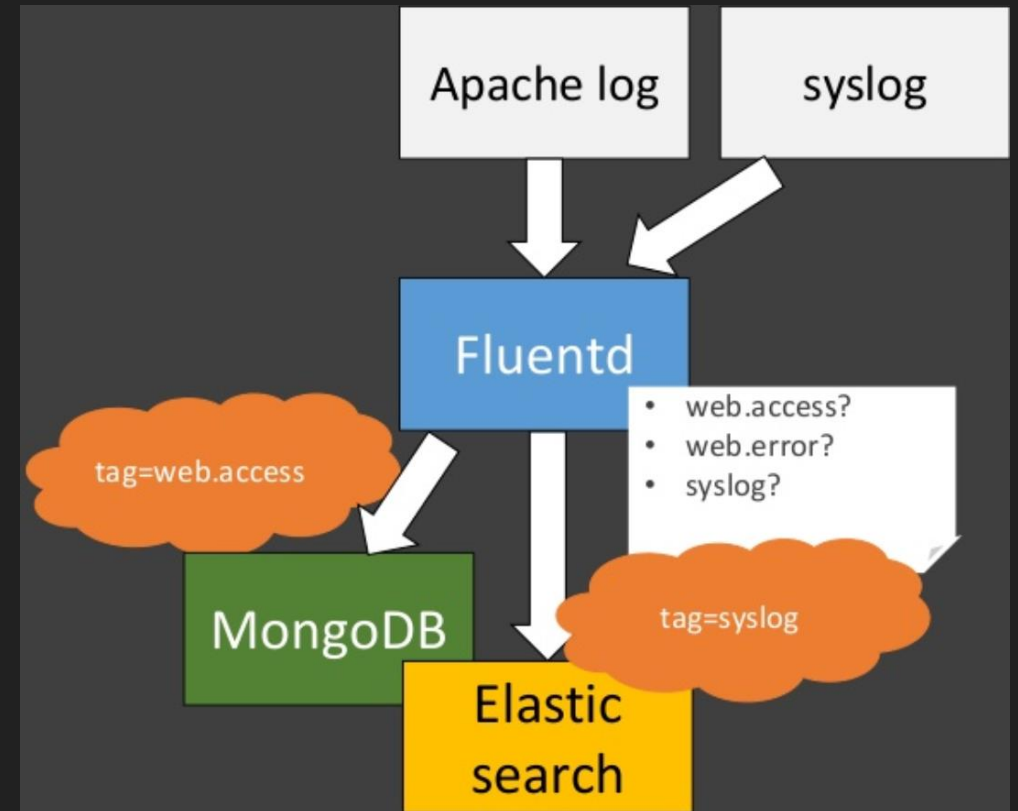 Apache log
syslog
Fluentd
• web.access?
• web.error?
• syslog?
tag=web.access
MongoDB
tag=syslog
Elastic
search